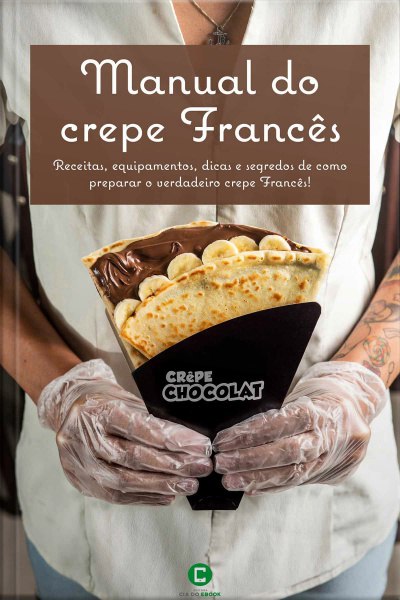 Manual do
crepe Francês
Receitas, equipamentos, dicas e segredos de como
preparar o verdadeiro crepe Francês!
CRÊPE
CHOCOLAT
CIA DO EBOOK